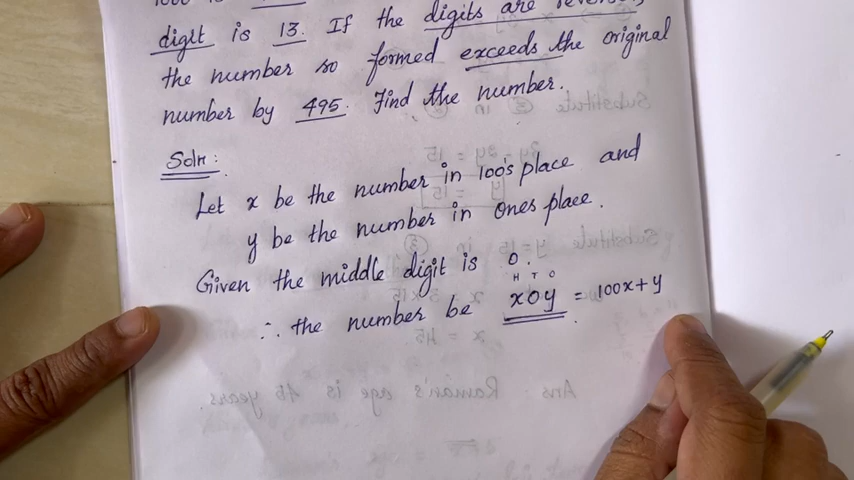 digit is 13. If the digits are
the number so formed exceeds the original
number by 495. Find the number.
Soln:
Let x be the number in 100's place and
y be the number in Ones place.
Given the middle digit is 0.
H T O
∴ the number be x0y = 100x+y